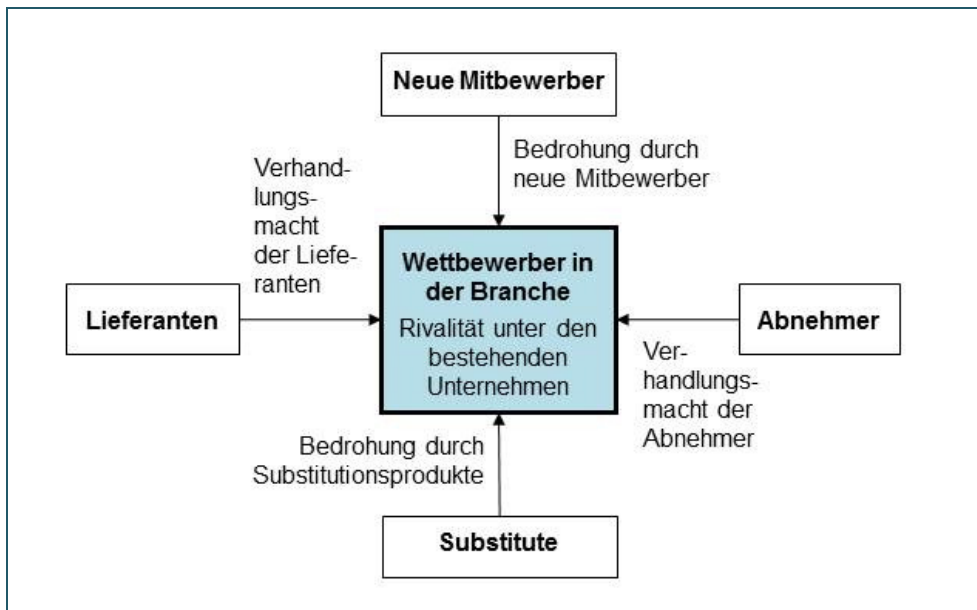 Neue Mitbewerber
Bedrohung durch
neue Mitbewerber
Verhand-
lungs-
macht
der Liefe-
ranten
Lieferanten
Wettbewerber in
der Branche
Rivalität unter den
bestehenden
Unternehmen
Abnehmer
Ver-
handlungs-
macht der
Abnehmer
Bedrohung durch
Substitutionsprodukte
Substitute